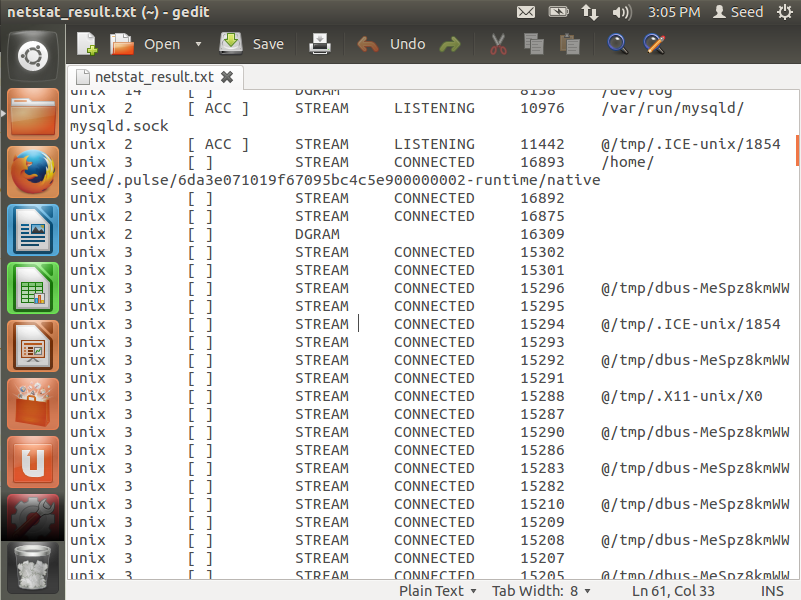 netstat_result.txt (~) - gedit
3:05 PM Seed
Open Save Undo
netstat_result.txt
unix 14 [ ] DGRAM 8158 /dev/log
unix 2 [ ACC ] STREAM LISTENING 10976 /var/run/mysqld/
mysqld.sock
unix 2 [ ACC ] STREAM LISTENING 11442 @/tmp/.ICE-unix/1854
unix 3 [ ] STREAM CONNECTED 16893 /home/
seed/.pulse/6da3e071019f67095bc4c5e900000002-runtime/native
unix 3 [ ] STREAM CONNECTED 16892
unix 2 [ ] STREAM CONNECTED 16875
unix 2 [ ] DGRAM 16309
unix 3 [ ] STREAM CONNECTED 15302
unix 3 [ ] STREAM CONNECTED 15301
unix 3 [ ] STREAM CONNECTED 15296 @/tmp/dbus-MeSpz8kmWW
unix 3 [ ] STREAM CONNECTED 15295
unix 3 [ ] STREAM CONNECTED 15294 @/tmp/.ICE-unix/1854
unix 3 [ ] STREAM CONNECTED 15293
unix 3 [ ] STREAM CONNECTED 15292 @/tmp/dbus-MeSpz8kmWW
unix 3 [ ] STREAM CONNECTED 15291
unix 3 [ ] STREAM CONNECTED 15288 @/tmp/.X11-unix/X0
unix 3 [ ] STREAM CONNECTED 15287
unix 3 [ ] STREAM CONNECTED 15290 @/tmp/dbus-MeSpz8kmWW
unix 3 [ ] STREAM CONNECTED 15286
unix 3 [ ] STREAM CONNECTED 15283 @/tmp/dbus-MeSpz8kmWW
unix 3 [ ] STREAM CONNECTED 15282
unix 3 [ ] STREAM CONNECTED 15210 @/tmp/dbus-MeSpz8kmWW
unix 3 [ ] STREAM CONNECTED 15209
unix 3 [ ] STREAM CONNECTED 15208 @/tmp/dbus-MeSpz8kmWW
unix 3 [ ] STREAM CONNECTED 15207
unix 3 [ ] STREAM CONNECTED 15205 @/tmp/dbus-MeSpz8kmWW
Plain Text Tab Width: 8 Ln 61, Col 33 INS